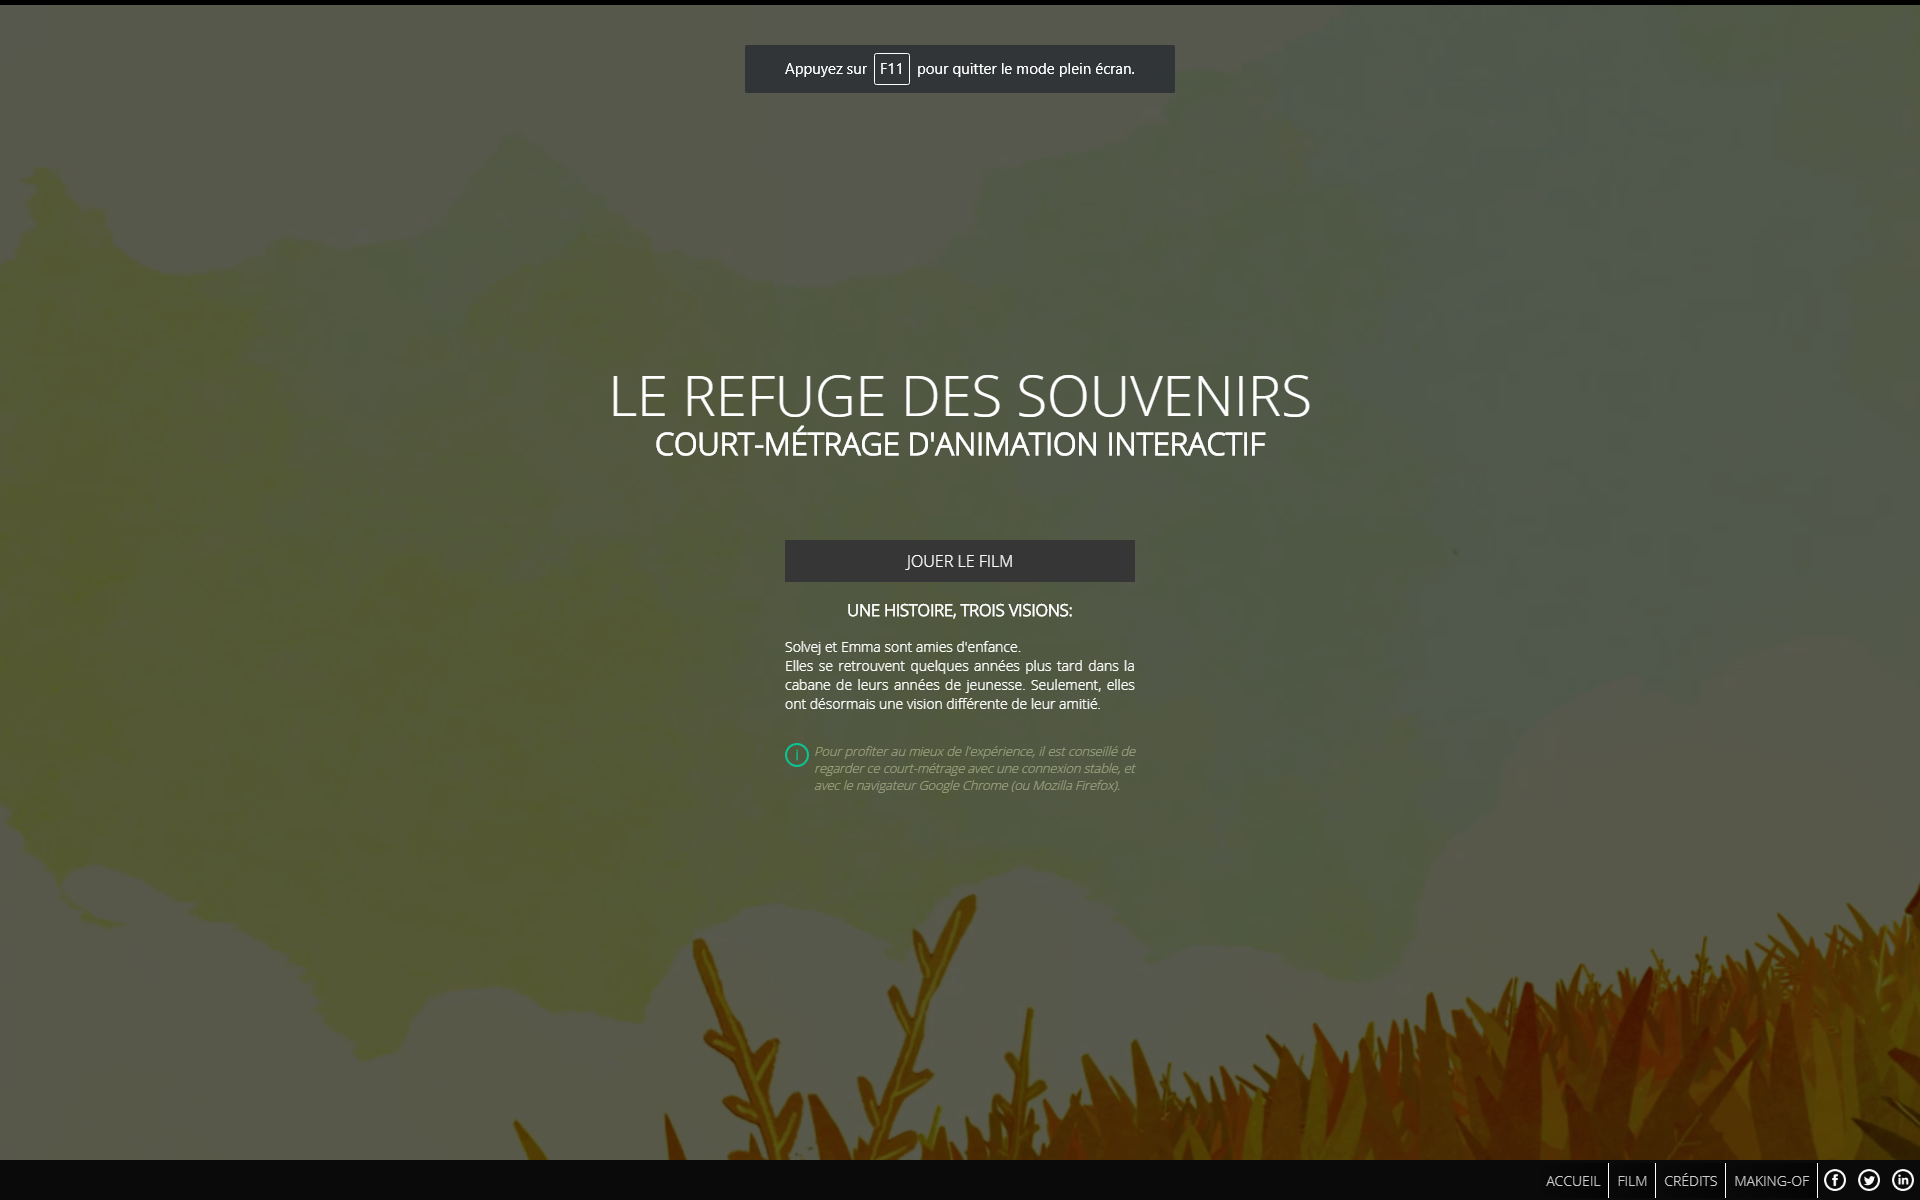 Appuyez sur F11 pour quitter le mode plein écran.
LE REFUGE DES SOUVENIRS
COURT-MÉTRAGE D'ANIMATION INTERACTIF
JOUER LE FILM
UNE HISTOIRE, TROIS VISIONS:
Solvej et Emma sont amies d'enfance.
Elles se retrouvent quelques années plus tard dans la
cabane de leurs années de jeunesse. Seulement, elles
ont désormais une vision différente de leur amitié.
i Pour profiter au mieux de l'expérience, il est conseillé de
regarder ce court-métrage avec une connexion stable, et
avec le navigateur Google Chrome (ou Mozilla Firefox).
ACCUEIL FILM CRÉDITS MAKING-OF f in